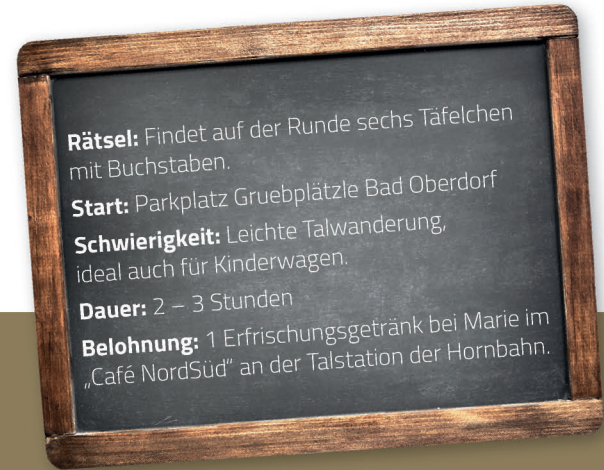 Rätsel: Findet auf der Runde sechs Täfelchen
mit Buchstaben.
Start: Parkplatz Gruebplätzle Bad Oberdorf
Schwierigkeit: Leichte Talwanderung,
ideal auch für Kinderwagen.
Dauer: 2 – 3 Stunden
Belohnung: 1 Erfrischungsgetränk bei Marie im
„Café NordSüd“ an der Talstation der Hornbahn.